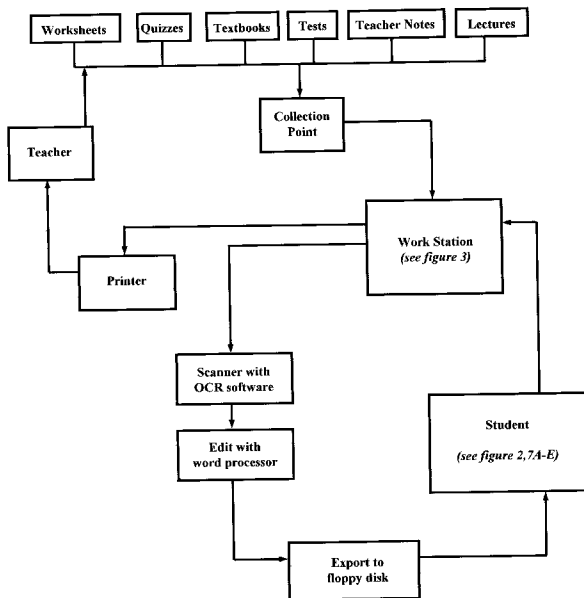 Worksheets
Quizzes
Textbooks
Tests
Teacher Notes
Lectures
Collection
Point
Teacher
Work Station
(see figure 3)
Printer
Scanner with
OCR software
Student
(see figure 2,7A-E)
Edit with
word processor
Export to
floppy disk